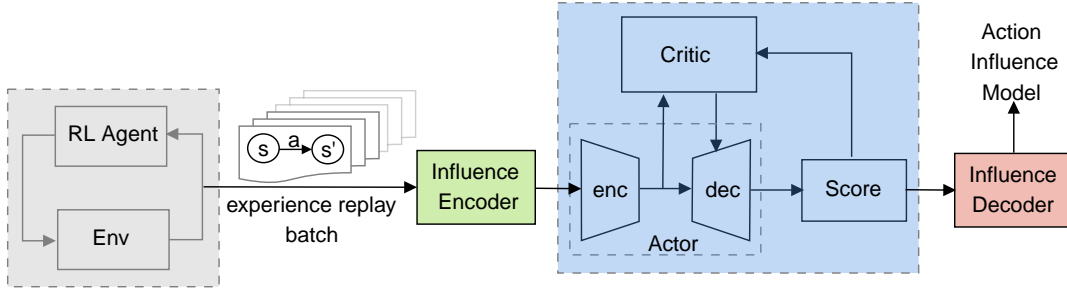 RL Agent
Env
s
a
s'
experience replay
batch
Influence
Encoder
Critic
enc
dec
Actor
Score
Action
Influence
Model
Influence
Decoder